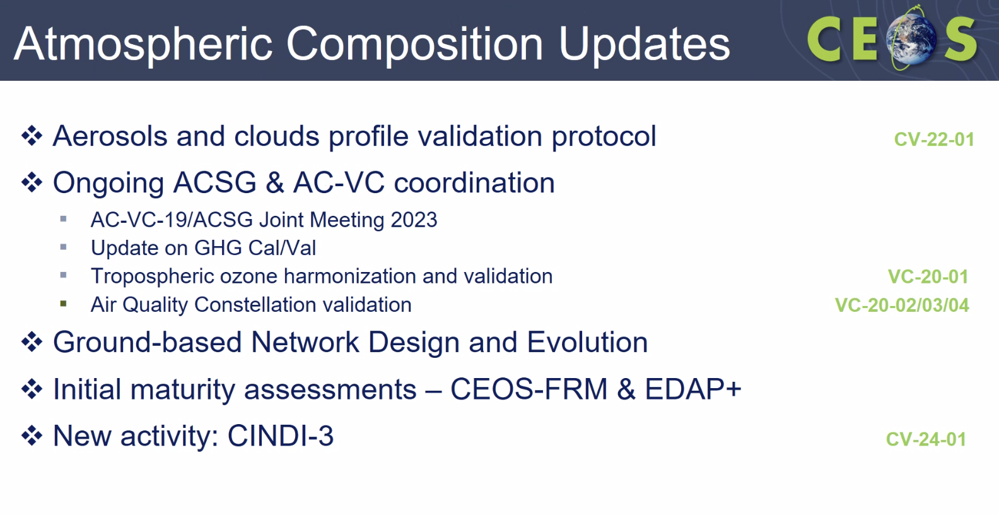 Atmospheric Composition Updates
CEOS
Aerosols and clouds profile validation protocol CV-22-01
Ongoing ACSG & AC-VC coordination
AC-VC-19/ACSG Joint Meeting 2023
Update on GHG Cal/Val
Tropospheric ozone harmonization and validation VC-20-01
Air Quality Constellation validation VC-20-02/03/04
Ground-based Network Design and Evolution
Initial maturity assessments – CEOS-FRM & EDAP+
New activity: CINDI-3 CV-24-01